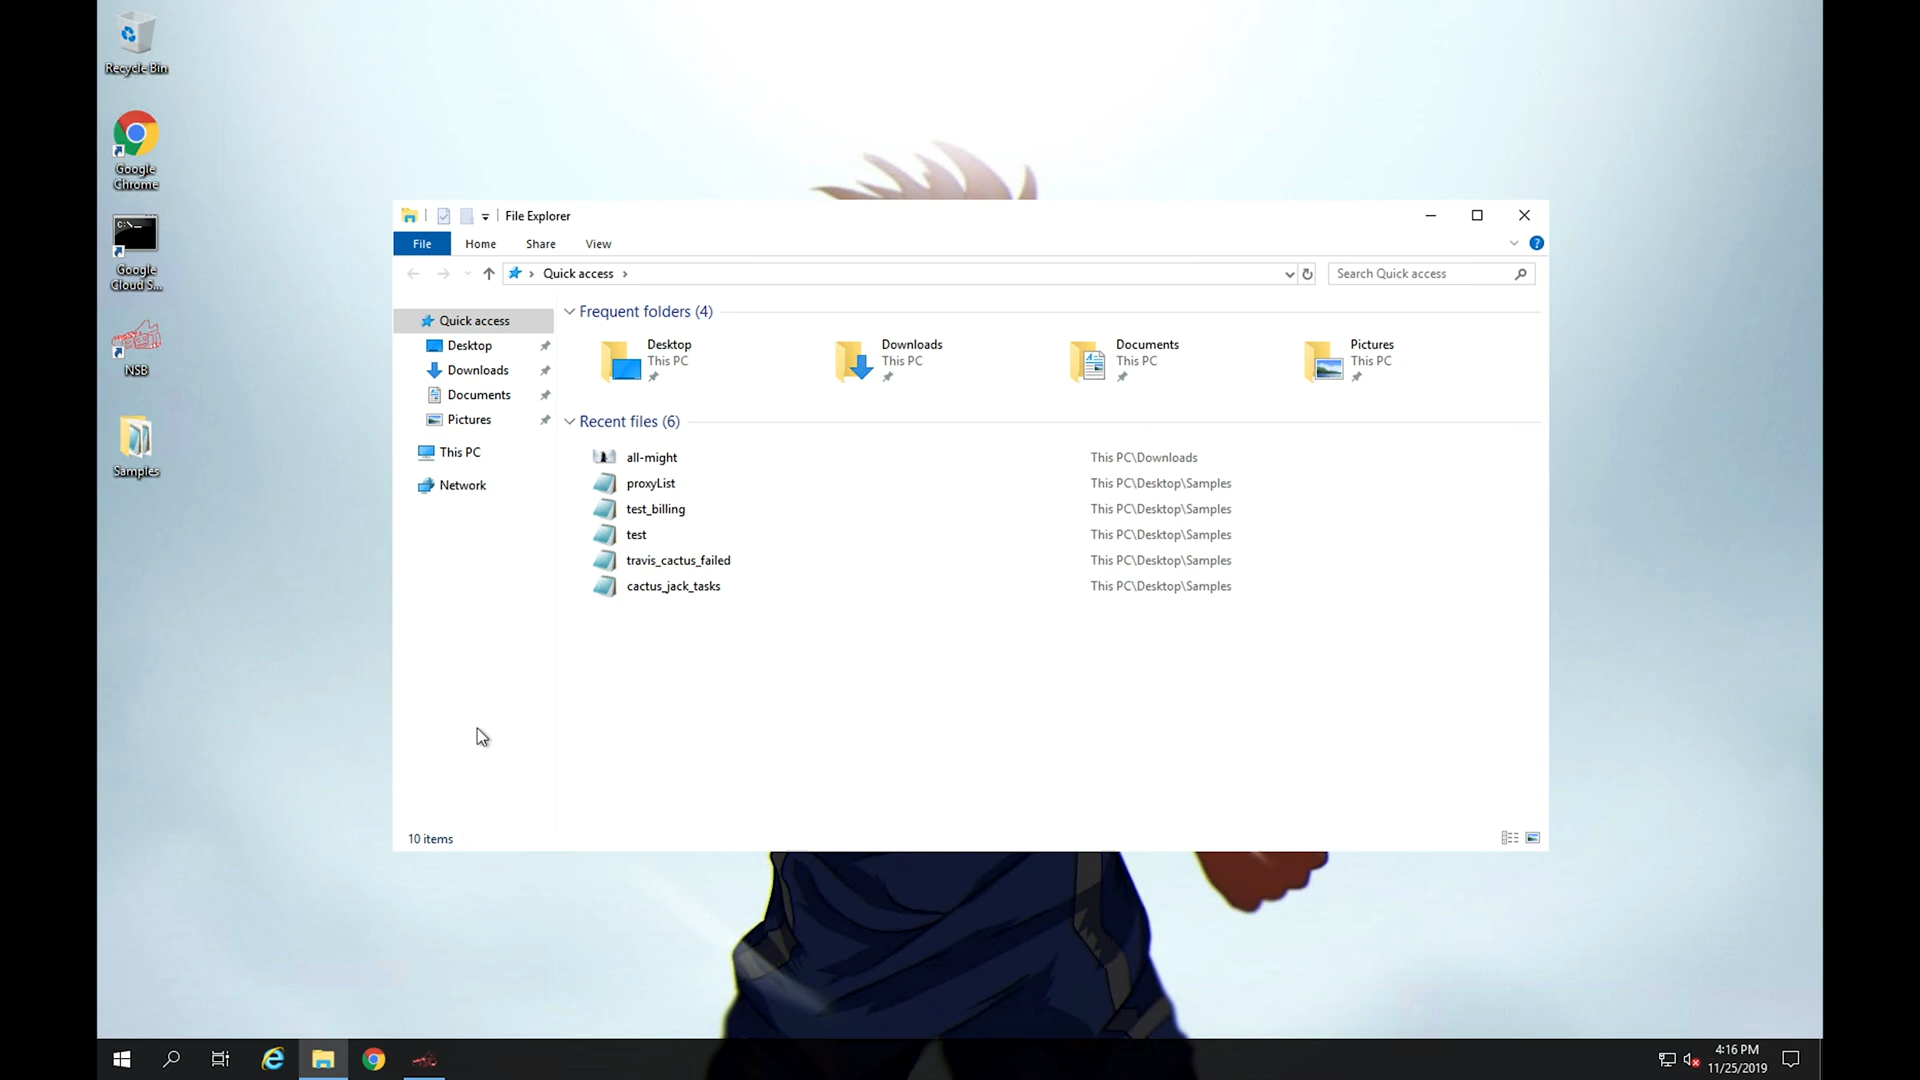 Recycle Bin
Google
Chrome
C:\_
Google
Cloud S...
NSB
Samples
File Explorer
File
Home
Share
View
Quick access
Search Quick access
Quick access
Desktop
Downloads
Documents
Pictures
This PC
Network
Frequent folders (4)
Desktop
This PC
Downloads
This PC
Documents
This PC
Pictures
This PC
Recent files (6)
all-might This PC\Downloads
proxyList This PC\Desktop\Samples
test_billing This PC\Desktop\Samples
test This PC\Desktop\Samples
travis_cactus_failed This PC\Desktop\Samples
cactus_jack_tasks This PC\Desktop\Samples
10 items
4:16 PM
11/25/2019